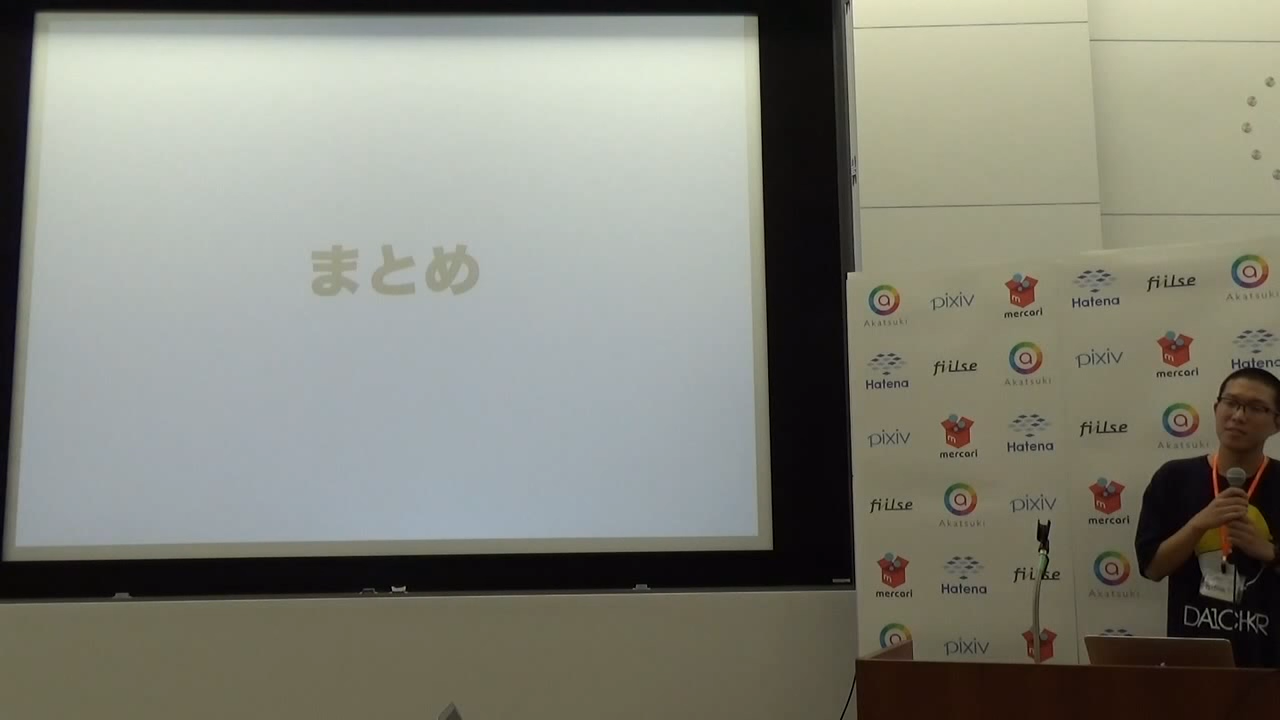 まとめ
Akatsuki pixiv mercari Hatena fiilse Akatsuki
Hatena fiilse Akatsuki pixiv mercari Hatena
pixiv mercari Hatena fiilse Akatsuki
fiilse Akatsuki pixiv mercari
mercari Hatena fiilse Akatsuki
pixiv
DAICHKR